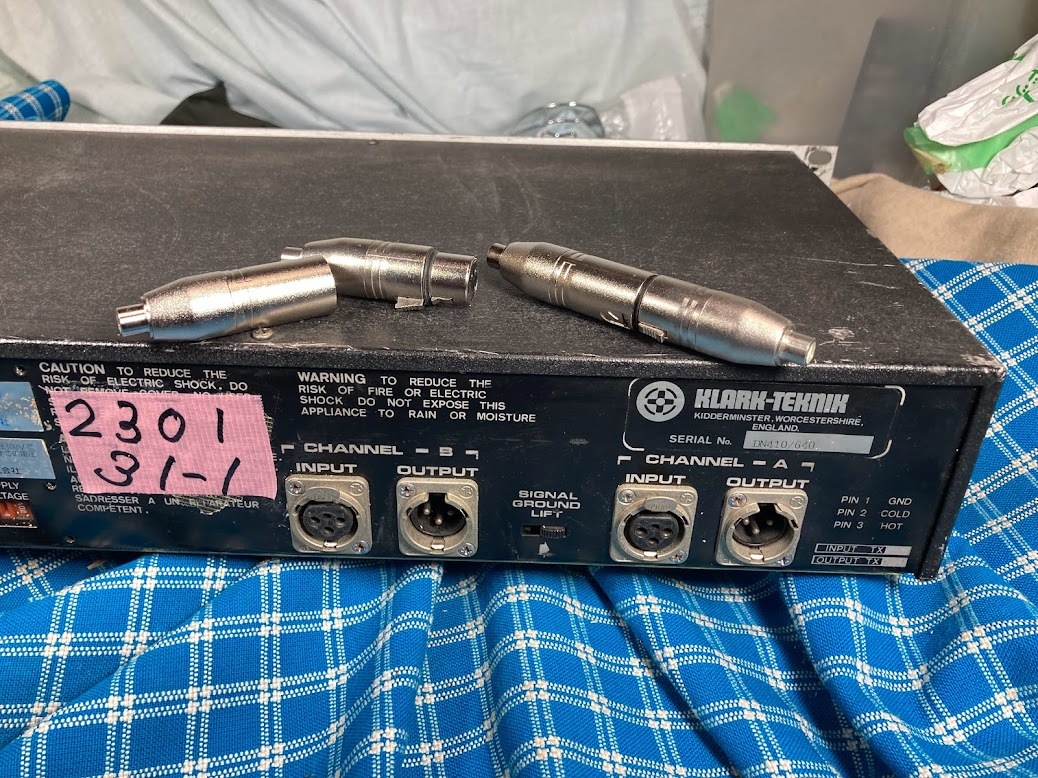 CAUTION TO REDUCE THE
RISK OF ELECTRIC SHOCK, DO
2301
31-1
SADRESSER A UN REPARATEUR
COMPETENT.
WARNING TO REDUCE THE
RISK OF FIRE OR ELECTRIC
SHOCK DO NOT EXPOSE THIS
APPLIANCE TO RAIN OR MOISTURE
CHANNEL - B
INPUT
OUTPUT
SIGNAL
GROUND
LIFT
KLARK-TEKNIK
KIDDERMINSTER, WORCESTERSHIRE,
ENGLAND.
SERIAL No. DN410/640
CHANNEL - A
INPUT
OUTPUT
PIN 1 GND
PIN 2 COLD
PIN 3 HOT
INPUT TX
OUTPUT TX